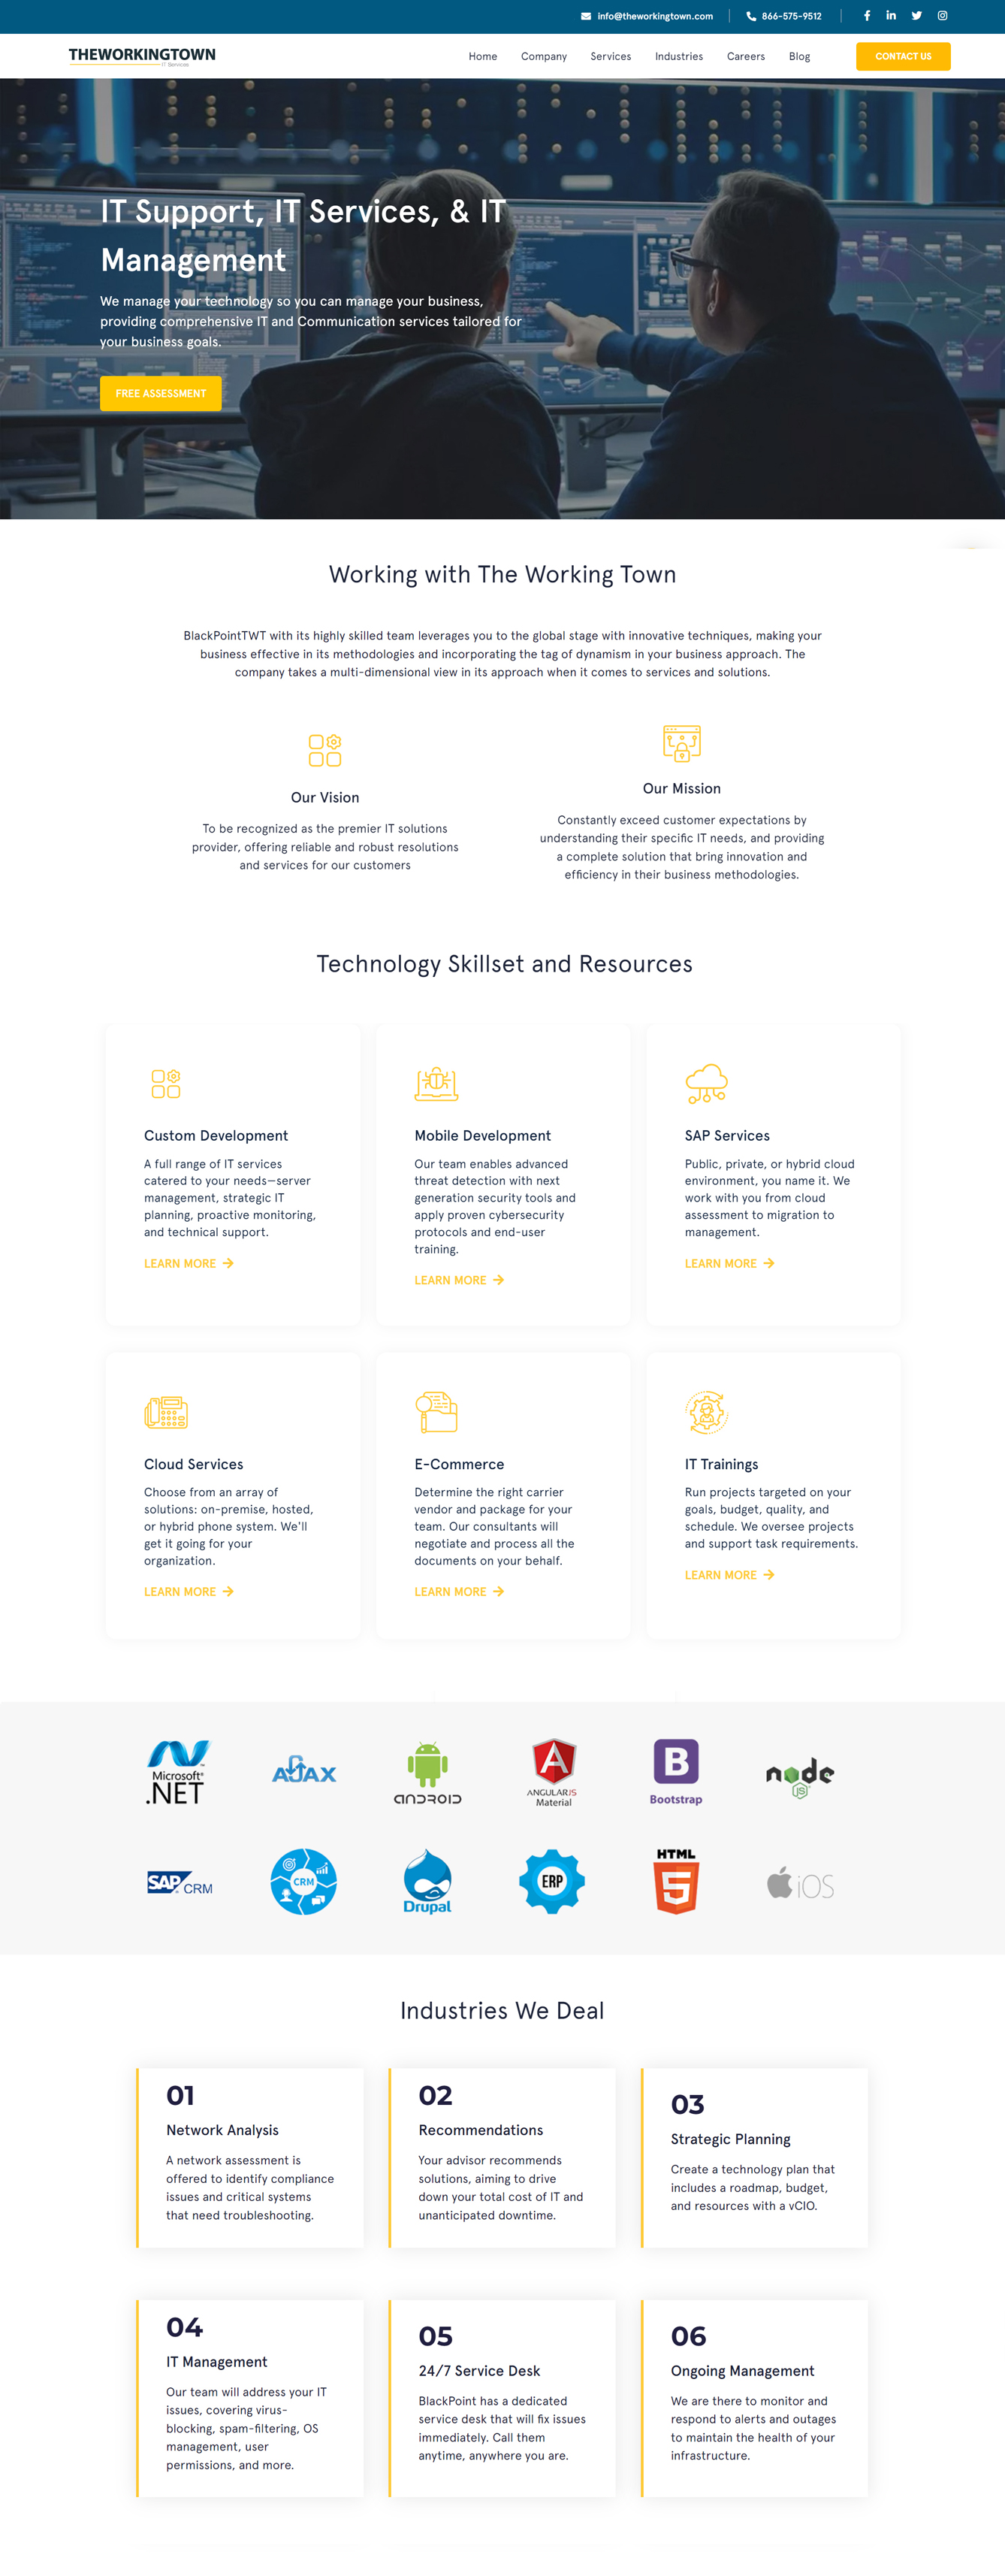 info@theworkingtown.com
866-575-9512
THEWORKINGTOWN
IT Services
Home Company Services Industries Careers Blog
CONTACT US
IT Support, IT Services, & IT
Management
We manage your technology so you can manage your business,
providing comprehensive IT and Communication services tailored for
your business goals.
FREE ASSESSMENT
Working with The Working Town
BlackPointTWT with its highly skilled team leverages you to the global stage with innovative techniques, making your
business effective in its methodologies and incorporating the tag of dynamism in your business approach. The
company takes a multi-dimensional view in its approach when it comes to services and solutions.
Our Vision
To be recognized as the premier IT solutions
provider, offering reliable and robust resolutions
and services for our customers
Our Mission
Constantly exceed customer expectations by
understanding their specific IT needs, and providing
a complete solution that bring innovation and
efficiency in their business methodologies.
Technology Skillset and Resources
Custom Development
A full range of IT services
catered to your needs—server
management, strategic IT
planning, proactive monitoring,
and technical support.
LEARN MORE
Mobile Development
Our team enables advanced
threat detection with next
generation security tools and
apply proven cybersecurity
protocols and end-user
training.
LEARN MORE
SAP Services
Public, private, or hybrid cloud
environment, you name it. We
work with you from cloud
assessment to migration to
management.
LEARN MORE
Cloud Services
Choose from an array of
solutions: on-premise, hosted,
or hybrid phone system. We'll
get it going for your
organization.
LEARN MORE
E-Commerce
Determine the right carrier
vendor and package for your
team. Our consultants will
negotiate and process all the
documents on your behalf.
LEARN MORE
IT Trainings
Run projects targeted on your
goals, budget, quality, and
schedule. We oversee projects
and support task requirements.
LEARN MORE
Microsoft®
.NET
AJAX
ANDROID
A
ANGULARJS
Material
B
Bootstrap
node
JS
SAP CRM
CRM
Drupal
ERP
HTML
5
iOS
Industries We Deal
01
Network Analysis
A network assessment is
offered to identify compliance
issues and critical systems
that need troubleshooting.
02
Recommendations
Your advisor recommends
solutions, aiming to drive
down your total cost of IT and
unanticipated downtime.
03
Strategic Planning
Create a technology plan that
includes a roadmap, budget,
and resources with a vCIO.
04
IT Management
Our team will address your IT
issues, covering virus-
blocking, spam-filtering, OS
management, user
permissions, and more.
05
24/7 Service Desk
BlackPoint has a dedicated
service desk that will fix issues
immediately. Call them
anytime, anywhere you are.
06
Ongoing Management
We are there to monitor and
respond to alerts and outages
to maintain the health of your
infrastructure.